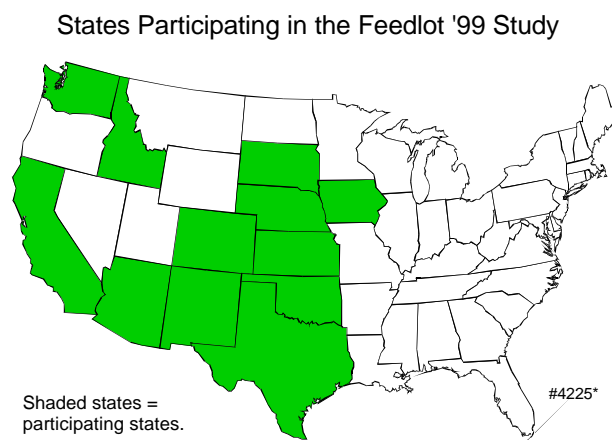 States Participating in the Feedlot '99 Study
#4225*
Shaded states =
participating states.